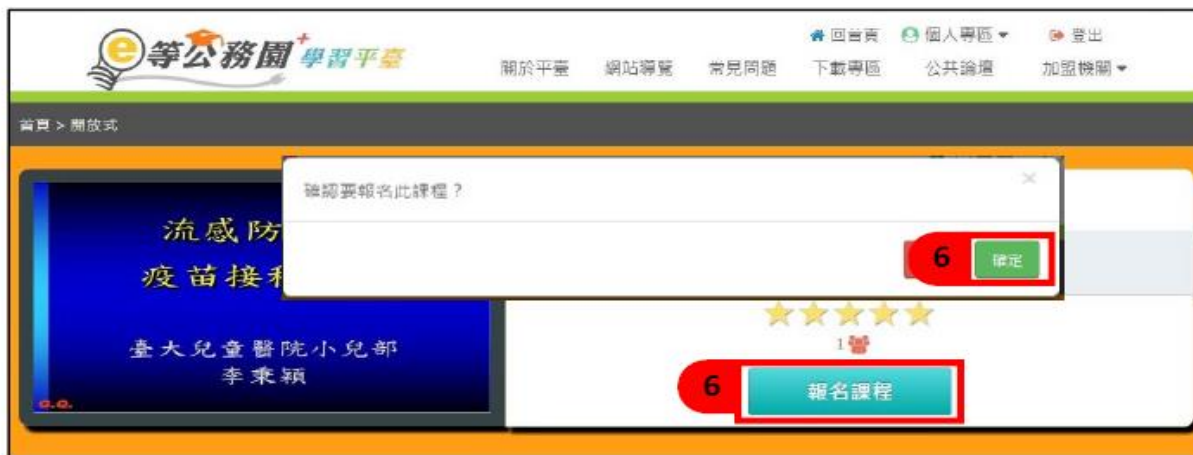 e等公務園+學習平臺
回首頁 個人專區 登出
關於平臺 網站導覽 常見問題 下載專區 公共論壇 加盟機關
首頁 > 開放式
確認要報名此課程?
×
6 確定
流感防
疫苗接
臺大兒童醫院小兒部
李秉穎
1
6 報名課程
e.e.